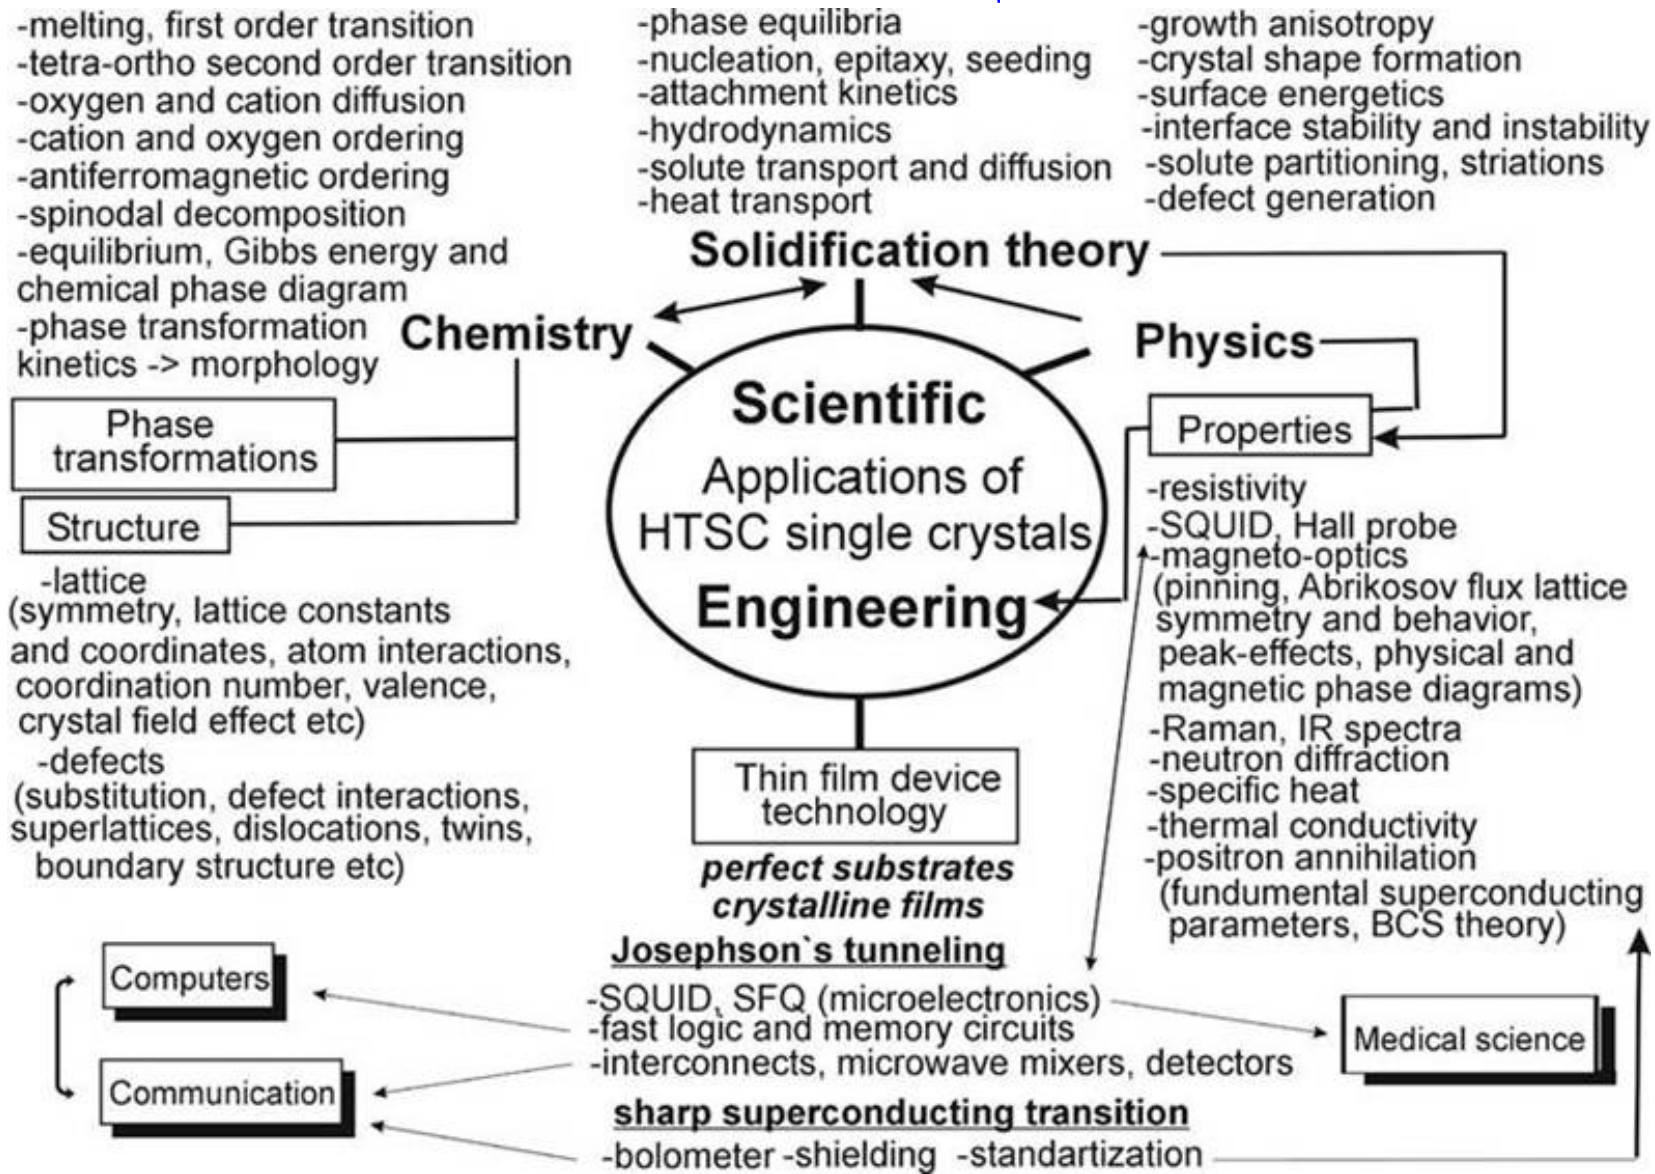 -melting, first order transition
-tetra-ortho second order transition
-oxygen and cation diffusion
-cation and oxygen ordering
-antiferromagnetic ordering
-spinodal decomposition
-equilibrium, Gibbs energy and
chemical phase diagram
-phase transformation
kinetics -> morphology
-phase equilibria
-nucleation, epitaxy, seeding
-attachment kinetics
-hydrodynamics
-solute transport and diffusion
-heat transport
-growth anisotropy
-crystal shape formation
-surface energetics
-interface stability and instability
-solute partitioning, striations
-defect generation
Solidification theory
Chemistry
Physics
Phase
transformations
Structure
-lattice
(symmetry, lattice constants
and coordinates, atom interactions,
coordination number, valence,
crystal field effect etc)
-defects
(substitution, defect interactions,
superlattices, dislocations, twins,
boundary structure etc)
Scientific
Applications of
HTSC single crystals
Engineering
Properties
-resistivity
-SQUID, Hall probe
-magneto-optics
(pinning, Abrikosov flux lattice
symmetry and behavior,
peak-effects, physical and
magnetic phase diagrams)
-Raman, IR spectra
-neutron diffraction
-specific heat
-thermal conductivity
-positron annihilation
(fundumental superconducting
parameters, BCS theory)
Thin film device
technology
perfect substrates
crystalline films
Josephson`s tunneling
-SQUID, SFQ (microelectronics)
-fast logic and memory circuits
-interconnects, microwave mixers, detectors
sharp superconducting transition
-bolometer -shielding -standartization
Computers
Communication
Medical science